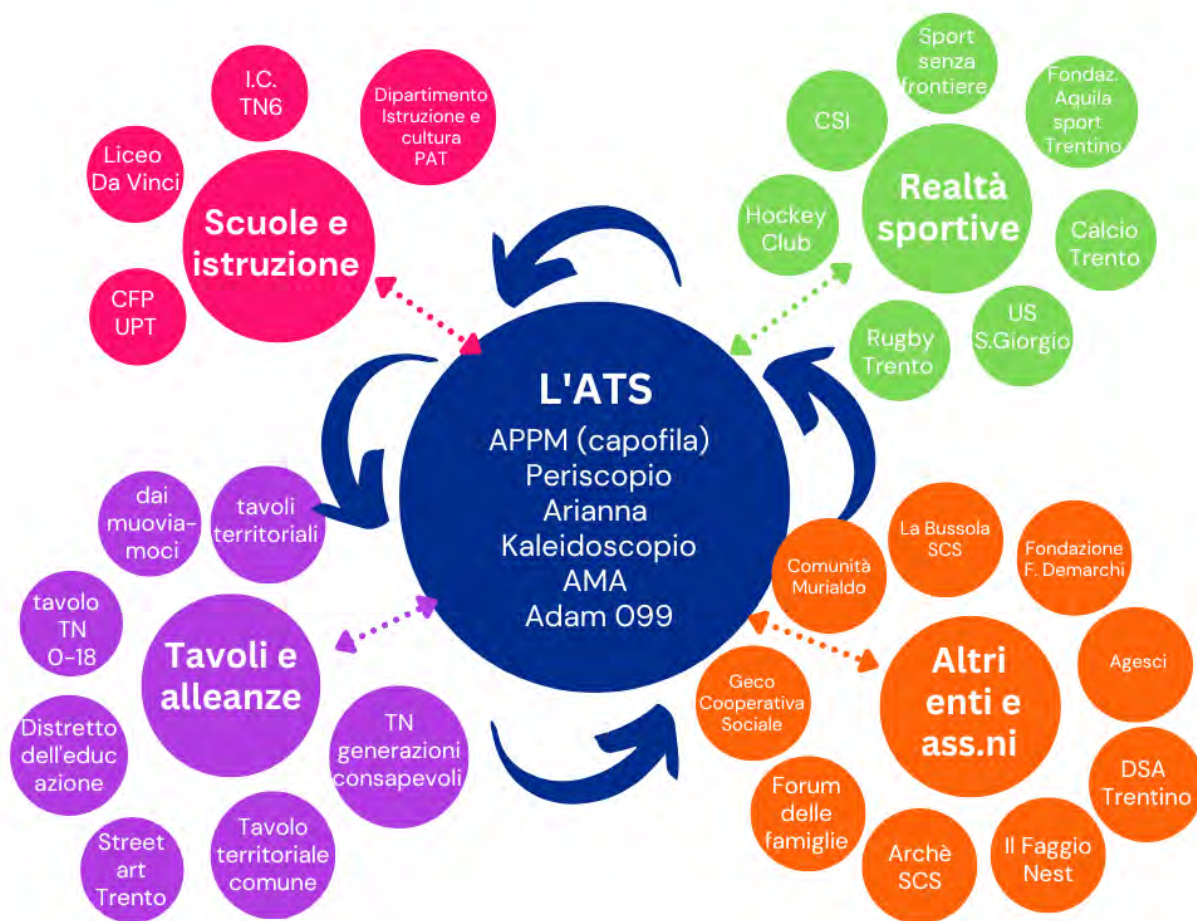 I.C.
TN6
Dipartimento
Istruzione e
cultura
PAT
Liceo
Da Vinci
Scuole e
istruzione
CFP
UPT
Sport
senza
frontiere
Fondaz.
Aquila
sport
Trentino
CSI
Realtà
sportive
Hockey
Club
Calcio
Trento
US
S.Giorgio
Rugby
Trento
L'ATS
APPM (capofila)
Periscopio
Arianna
Kaleidoscopio
AMA
Adam 099
dai
muovia-
moci
tavoli
territoriali
tavolo
TN
0-18
Tavoli e
alleanze
Distretto
dell'educ
azione
TN
generazioni
consapevoli
Street
art
Trento
Tavolo
territoriale
comune
Comunità
Murialdo
La Bussola
SCS
Fondazione
F. Demarchi
Agesci
Altri
enti e
ass.ni
Geco
Cooperativa
Sociale
DSA
Trentino
Forum
delle
famiglie
Archè
SCS
Il Faggio
Nest